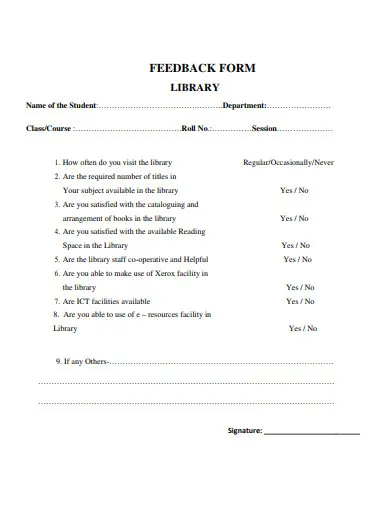 FEEDBACK FORM
LIBRARY
Name of the Student:……………………………………….Department:…………………….
Class/Course :………………………………….Roll No.:……………Session…………………
1. How often do you visit the library Regular/Occasionally/Never
2. Are the required number of titles in
Your subject available in the library Yes / No
3. Are you satisfied with the cataloguing and
arrangement of books in the library Yes / No
4. Are you satisfied with the available Reading
Space in the Library Yes / No
5. Are the library staff co-operative and Helpful Yes / No
6. Are you able to make use of Xerox facility in
the library Yes / No
7. Are ICT facilities available Yes / No
8. Are you able to use of e – resources facility in
Library Yes / No
9. If any Others-…………………………………………………………………………
…………………………………………………………………………………………………
…………………………………………………………………………………………………
Signature: ___________________________